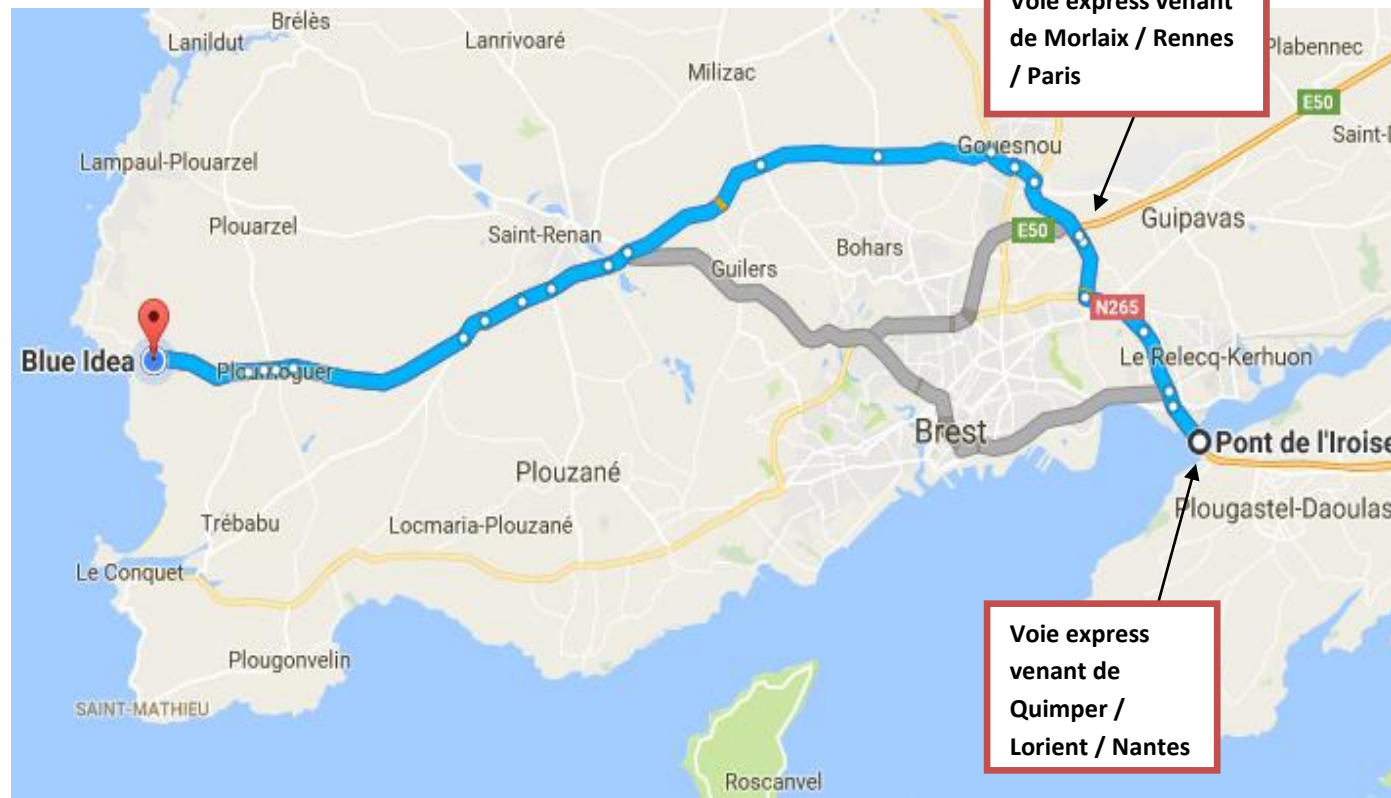 Voie express venant
de Morlaix / Rennes
/ Paris
Brélès
Lanildut
Lanrivoaré
Plabennec
Milizac
E50
Saint-
Gouesnou
Lampaul-Plouarzel
Plouarzel
Saint-Renan
Guipavas
E50
Bohars
Guilers
N265
Blue Idea
Ploumoguer
Le Relecq-Kerhuon
Brest
Pont de l'Iroise
Plouzané
Plougastel-Daoulas
Trébabu
Locmaria-Plouzané
Le Conquet
Voie express
venant de
Quimper /
Lorient / Nantes
Plougonvelin
SAINT-MATHIEU
Roscanvel